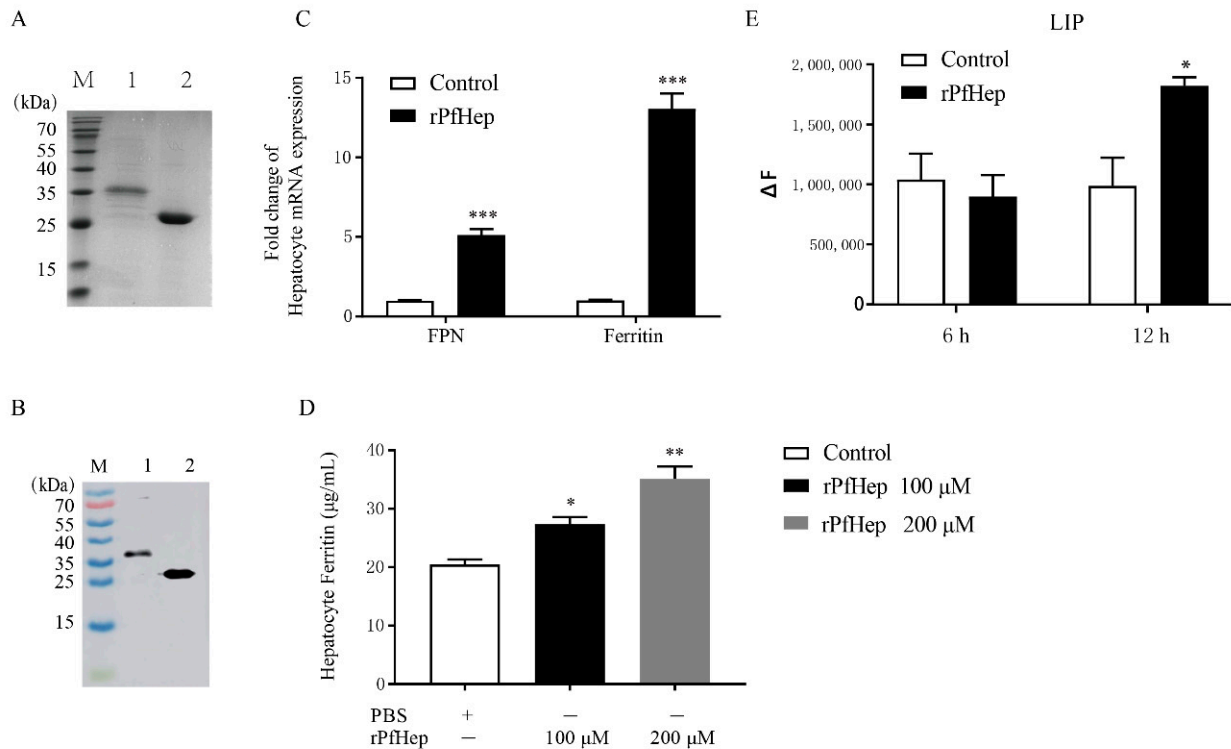 A
M 1 2
(kDa)
70
55
40
35
25
15
B
M 1 2
(kDa)
70
55
40
35
25
15
C
Control
rPfHep
Fold change of
Hepatocyte mRNA expression
15
10
5
0
FPN Ferritin
***
***
D
Hepatocyte Ferritin (μg/mL)
40
30
20
10
0
*
**
PBS + － －
rPfHep － 100 μM 200 μM
Control
rPfHep 100 μM
rPfHep 200 μM
E
LIP
Control
rPfHep
ΔF
2,000,000
1,500,000
1,000,000
500,000
0
*
6 h 12 h